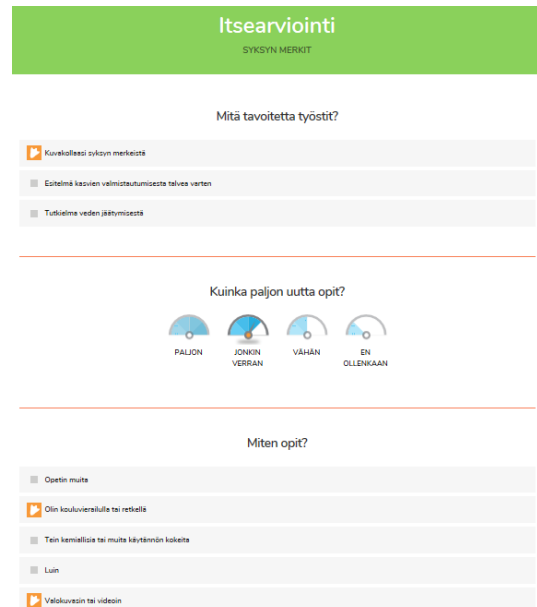 Itsearviointi
SYKSYN MERKIT
Mitä tavoitetta työstit?
Kuvakollaasi syksyn merkeistä
Esitelmä kasvien valmistautumisesta talvea varten
Tutkielma veden jäätymisestä
Kuinka paljon uutta opit?
PALJON
JONKIN
VERRAN
VÄHÄN
EN
OLLENKAAN
Miten opit?
Opetin muita
Olin kouluvierailulla tai retkellä
Tein kemiallisia tai muita käytännön kokeita
Luin
Valokuvasin tai videoin